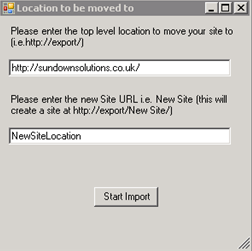 Location to be moved to
Please enter the top level location to move your site to
(i.e.http://export/)
http://sundownsolutions.co.uk/
Please enter the new Site URL i.e. New Site (this will
create a site at http://export/New Site/)
NewSiteLocation
Start Import